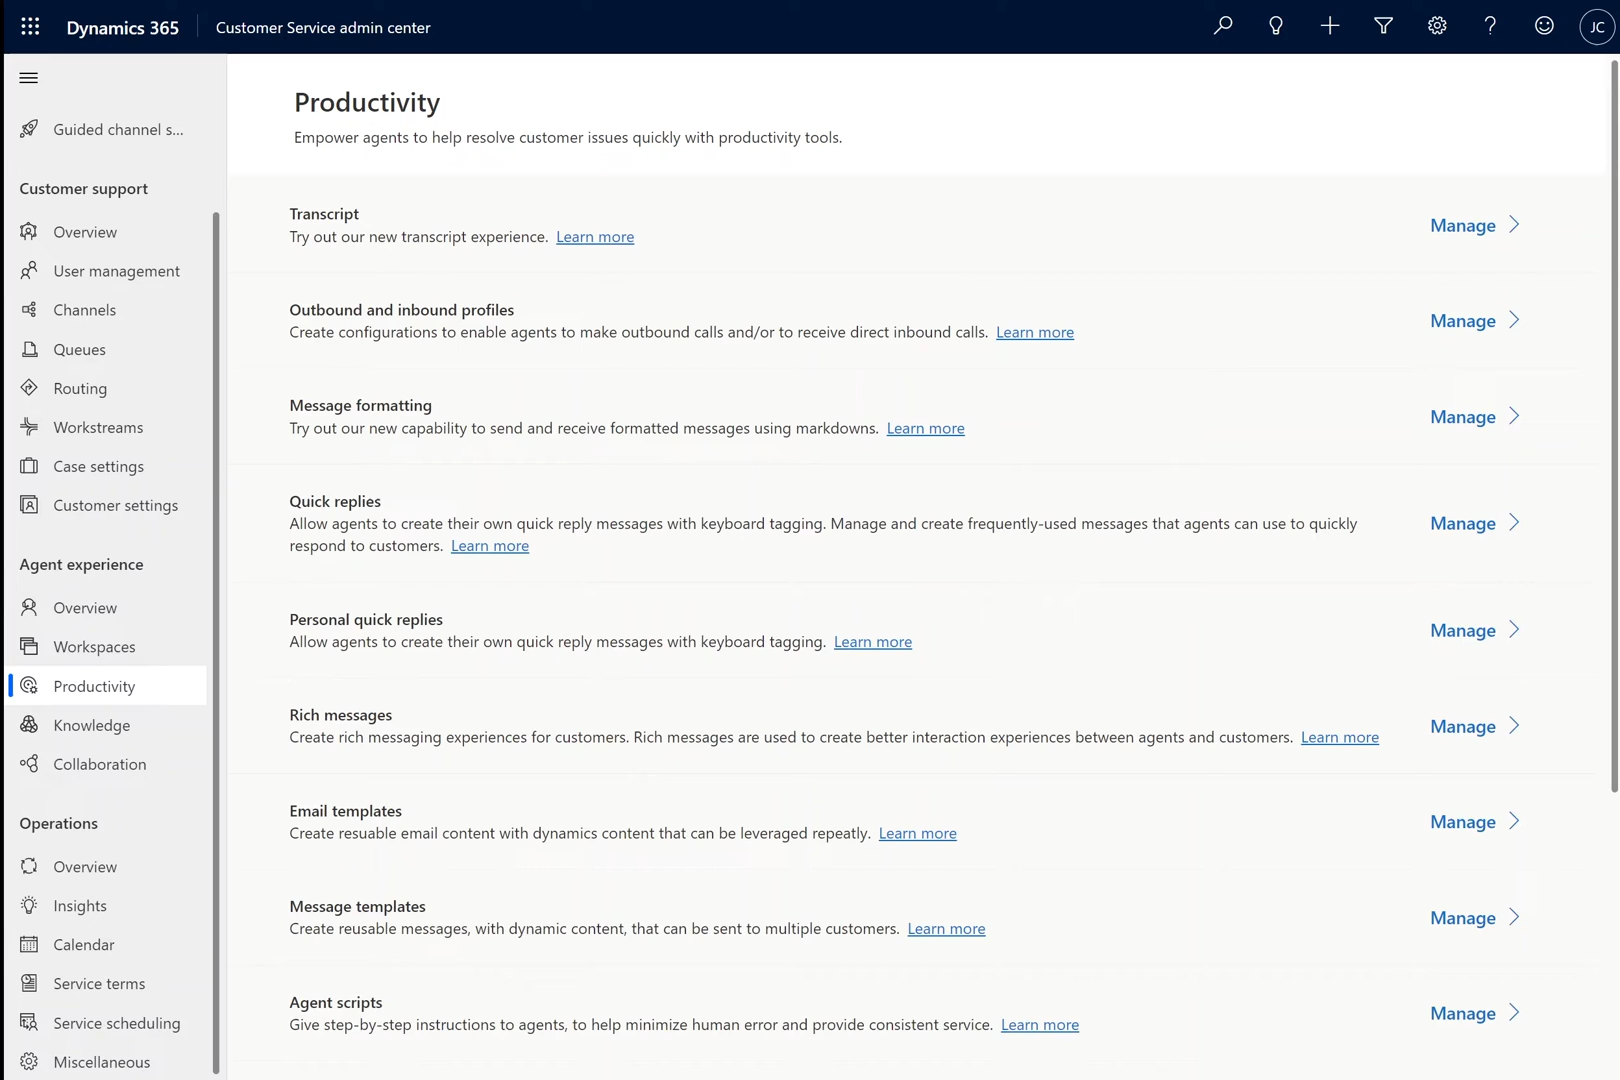 Dynamics 365
Customer Service admin center
JC
Guided channel s...
Customer support
Overview
User management
Channels
Queues
Routing
Workstreams
Case settings
Customer settings
Agent experience
Overview
Workspaces
Productivity
Knowledge
Collaboration
Operations
Overview
Insights
Calendar
Service terms
Service scheduling
Miscellaneous
Productivity
Empower agents to help resolve customer issues quickly with productivity tools.
Transcript
Try out our new transcript experience. Learn more
Manage
Outbound and inbound profiles
Create configurations to enable agents to make outbound calls and/or to receive direct inbound calls. Learn more
Manage
Message formatting
Try out our new capability to send and receive formatted messages using markdowns. Learn more
Manage
Quick replies
Allow agents to create their own quick reply messages with keyboard tagging. Manage and create frequently-used messages that agents can use to quickly
respond to customers. Learn more
Manage
Personal quick replies
Allow agents to create their own quick reply messages with keyboard tagging. Learn more
Manage
Rich messages
Create rich messaging experiences for customers. Rich messages are used to create better interaction experiences between agents and customers. Learn more
Manage
Email templates
Create resuable email content with dynamics content that can be leveraged repeatly. Learn more
Manage
Message templates
Create reusable messages, with dynamic content, that can be sent to multiple customers. Learn more
Manage
Agent scripts
Give step-by-step instructions to agents, to help minimize human error and provide consistent service. Learn more
Manage